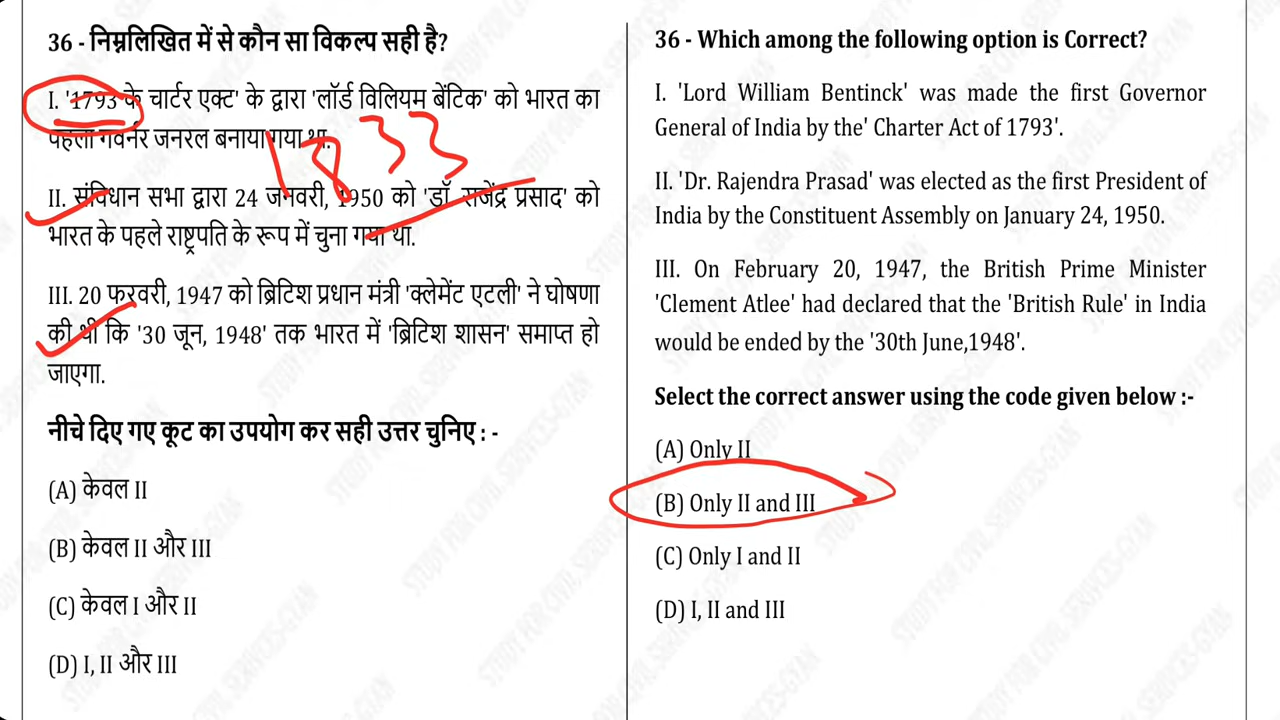 36 - निम्नलिखित में से कौन सा विकल्प सही है?
I. '1793 के चार्टर एक्ट' के द्वारा 'लॉर्ड विलियम बेंटिक' को भारत का
पहला गवर्नर जनरल बनाया गया था.
1833
II. संविधान सभा द्वारा 24 जनवरी, 1950 को 'डॉ. राजेंद्र प्रसाद' को
भारत के पहले राष्ट्रपति के रूप में चुना गया था.
III. 20 फरवरी, 1947 को ब्रिटिश प्रधान मंत्री 'क्लेमेंट एटली' ने घोषणा
की थी कि '30 जून, 1948' तक भारत में 'ब्रिटिश शासन' समाप्त हो
जाएगा.
नीचे दिए गए कूट का उपयोग कर सही उत्तर चुनिए : -
(A) केवल II
(B) केवल II और III
(C) केवल I और II
(D) I, II और III
36 - Which among the following option is Correct?
I. 'Lord William Bentinck' was made the first Governor
General of India by the' Charter Act of 1793'.
II. 'Dr. Rajendra Prasad' was elected as the first President of
India by the Constituent Assembly on January 24, 1950.
III. On February 20, 1947, the British Prime Minister
'Clement Atlee' had declared that the 'British Rule' in India
would be ended by the '30th June,1948'.
Select the correct answer using the code given below :-
(A) Only II
(B) Only II and III
(C) Only I and II
(D) I, II and III
STUDY FOR CIVIL SERVICES-GYAN